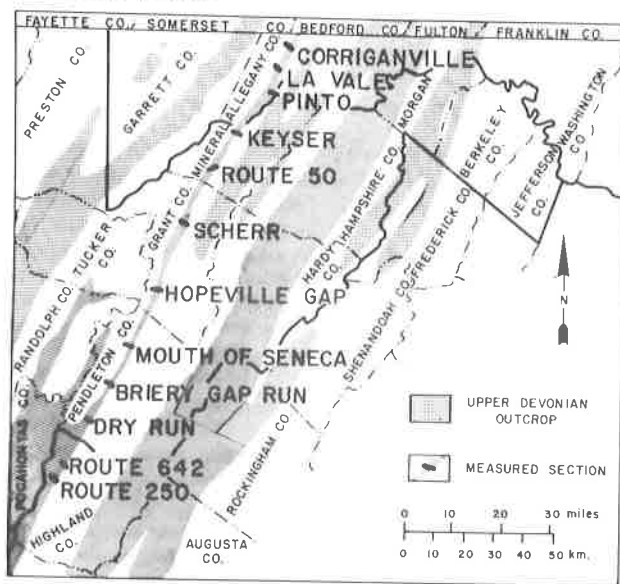 FAYETTE CO. SOMERSET CO. BEDFORD CO. FULTON FRANKLIN CO.
PRESTON CO.
GARRETT CO.
ALLEGANY CO.
MINERAL
CORRIGANVILLE
LA VALE
PINTO
KEYSER
ROUTE 50
GRANT CO.
SCHERR
HOPEVILLE GAP
MOUTH OF SENECA
BRIERY GAP RUN
DRY RUN
ROUTE 642
ROUTE 250
TUCKER CO.
RANDOLPH CO.
PENDLETON CO.
POCAHONTAS CO.
HIGHLAND CO.
AUGUSTA CO.
ROCKINGHAM CO.
HARDY CO.
HAMPSHIRE CO.
MORGAN
BERKELEY CO.
JEFFERSON CO.
WASHINGTON CO
FREDERICK CO.
SHENANDOAH CO.
N
UPPER DEVONIAN
OUTCROP
MEASURED SECTION
0 10 20 30 miles
0 10 20 30 40 50 km.